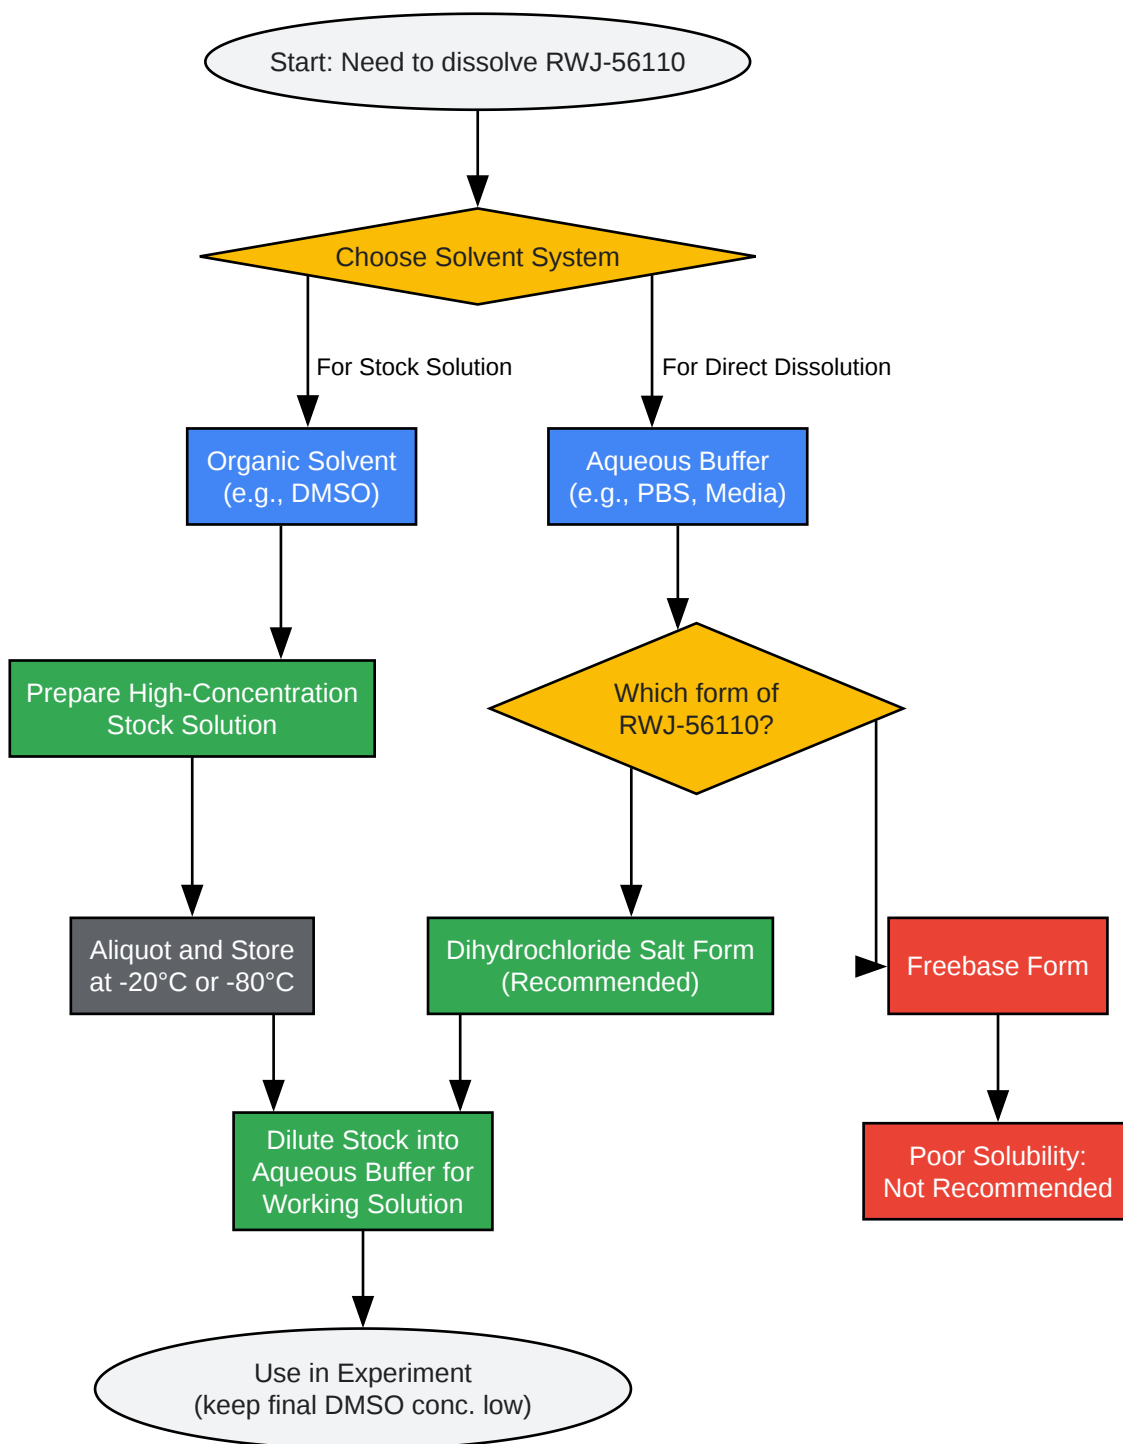 Start: Need to dissolve RWJ-56110
Choose Solvent System
For Stock Solution
For Direct Dissolution
Organic Solvent
(e.g., DMSO)
Aqueous Buffer
(e.g., PBS, Media)
Prepare High-Concentration
Stock Solution
Which form of
RWJ-56110?
Aliquot and Store
at -20°C or -80°C
Dihydrochloride Salt Form
(Recommended)
Freebase Form
Dilute Stock into
Aqueous Buffer for
Working Solution
Poor Solubility:
Not Recommended
Use in Experiment
(keep final DMSO conc. low)